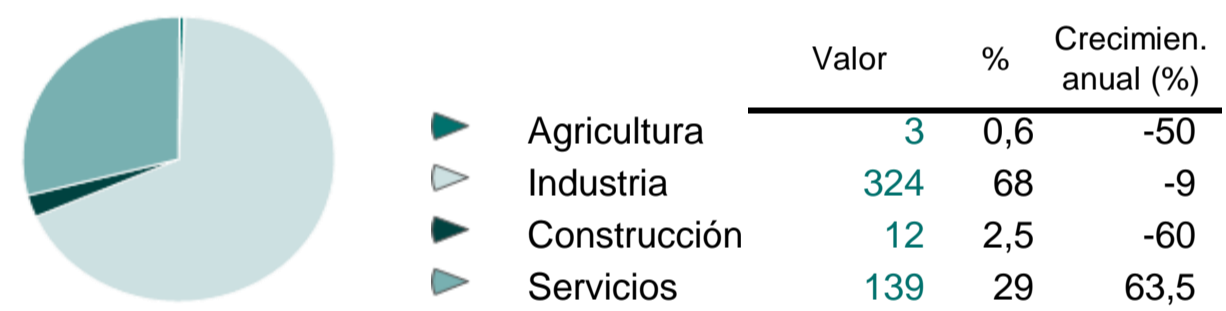 Valor % Crecimien. anual (%)
Agricultura 3 0,6 -50
Industria 324 68 -9
Construcción 12 2,5 -60
Servicios 139 29 63,5